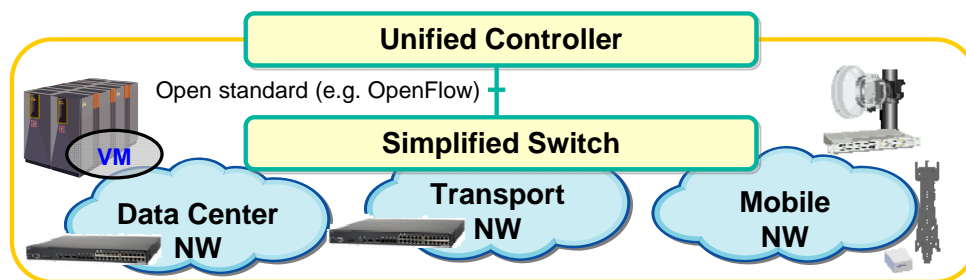 Unified Controller
Open standard (e.g. OpenFlow)
Simplified Switch
VM
Data Center
NW
Transport
NW
Mobile
NW